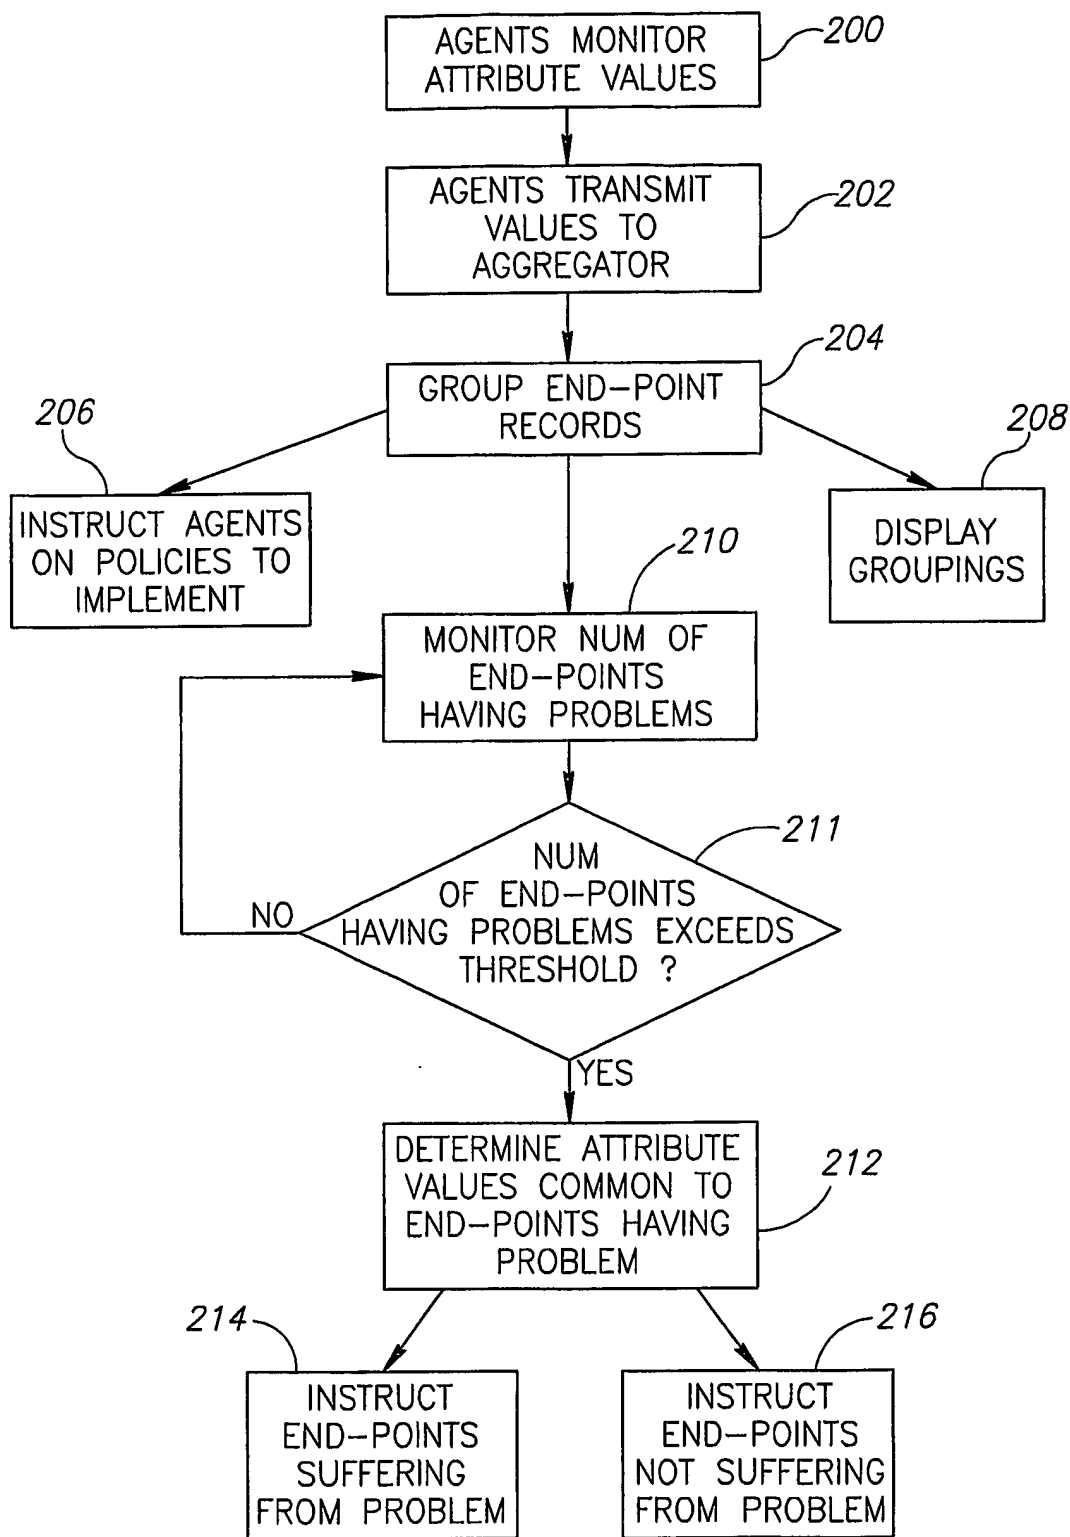 AGENTS MONITOR
ATTRIBUTE VALUES
200
AGENTS TRANSMIT
VALUES TO
AGGREGATOR
202
GROUP END-POINT
RECORDS
204
206
INSTRUCT AGENTS
ON POLICIES TO
IMPLEMENT
208
DISPLAY
GROUPINGS
210
MONITOR NUM OF
END-POINTS
HAVING PROBLEMS
211
NUM
OF END-POINTS
HAVING PROBLEMS EXCEEDS
THRESHOLD ?
NO
YES
DETERMINE ATTRIBUTE
VALUES COMMON TO
END-POINTS HAVING
PROBLEM
212
214
INSTRUCT
END-POINTS
SUFFERING
FROM PROBLEM
216
INSTRUCT
END-POINTS
NOT SUFFERING
FROM PROBLEM